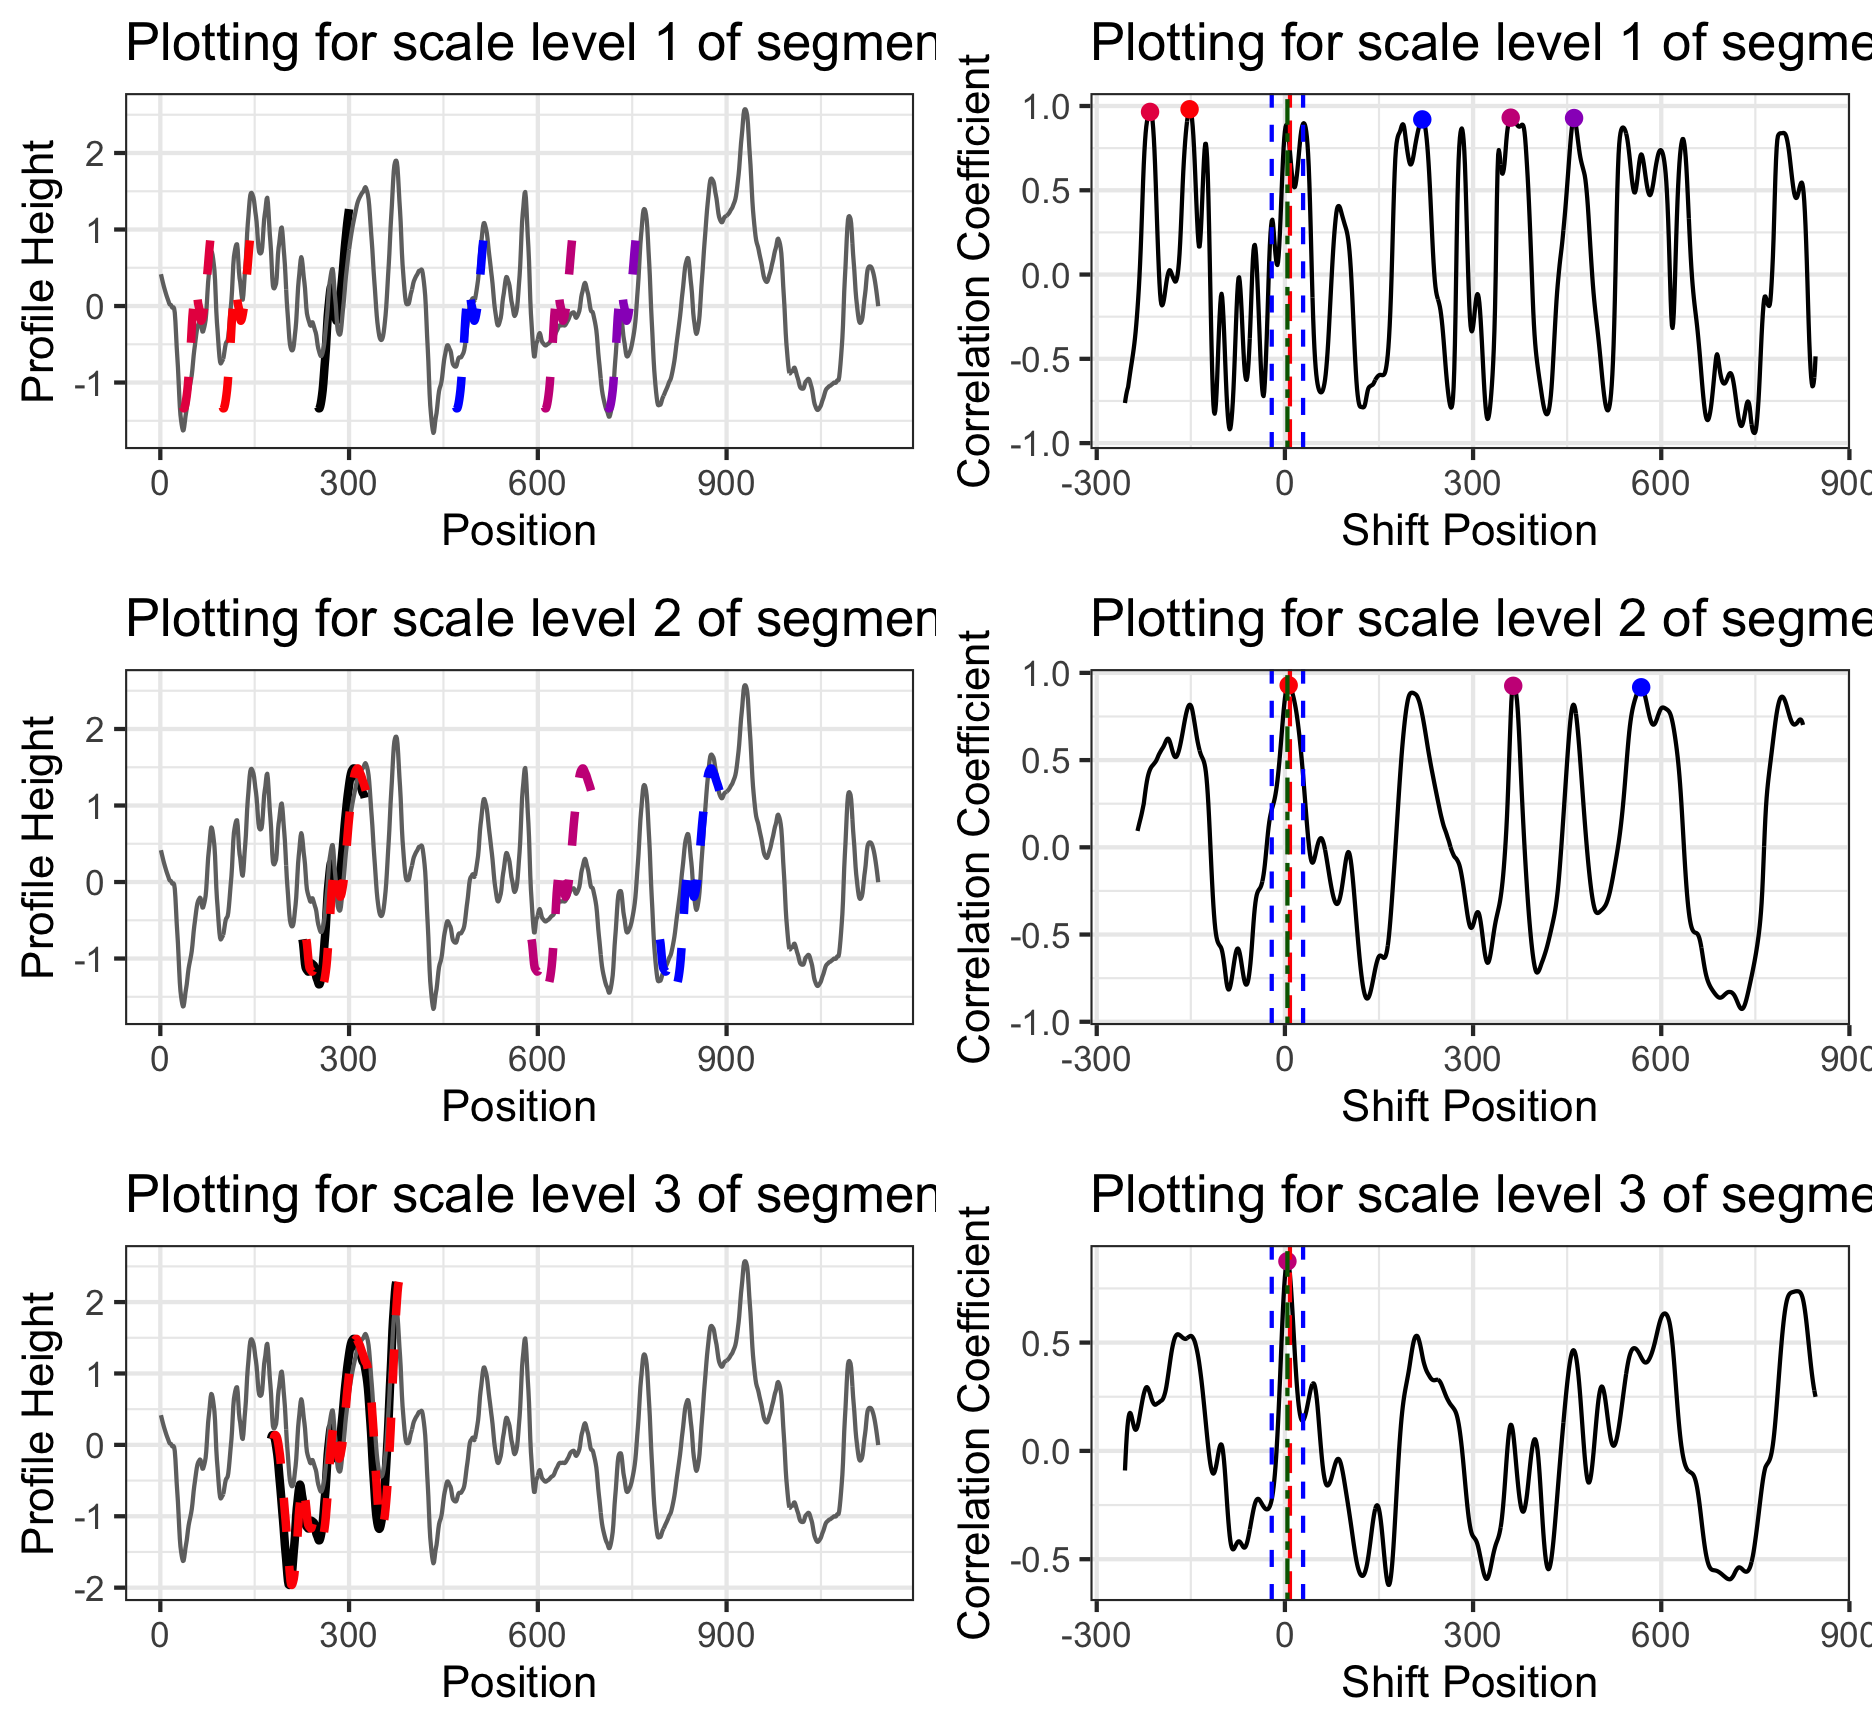 Plotting for scale level 1 of segmen
Profile Height
2
1
0
-1
0 300 600 900
Position
Plotting for scale level 1 of segme
Correlation Coefficient
1.0
0.5
0.0
-0.5
-1.0
-300 0 300 600 900
Shift Position
Plotting for scale level 2 of segmen
Profile Height
2
1
0
-1
0 300 600 900
Position
Plotting for scale level 2 of segme
Correlation Coefficient
1.0
0.5
0.0
-0.5
-1.0
-300 0 300 600 900
Shift Position
Plotting for scale level 3 of segmen
Profile Height
2
1
0
-1
-2
0 300 600 900
Position
Plotting for scale level 3 of segme
Correlation Coefficient
0.5
0.0
-0.5
-300 0 300 600 900
Shift Position